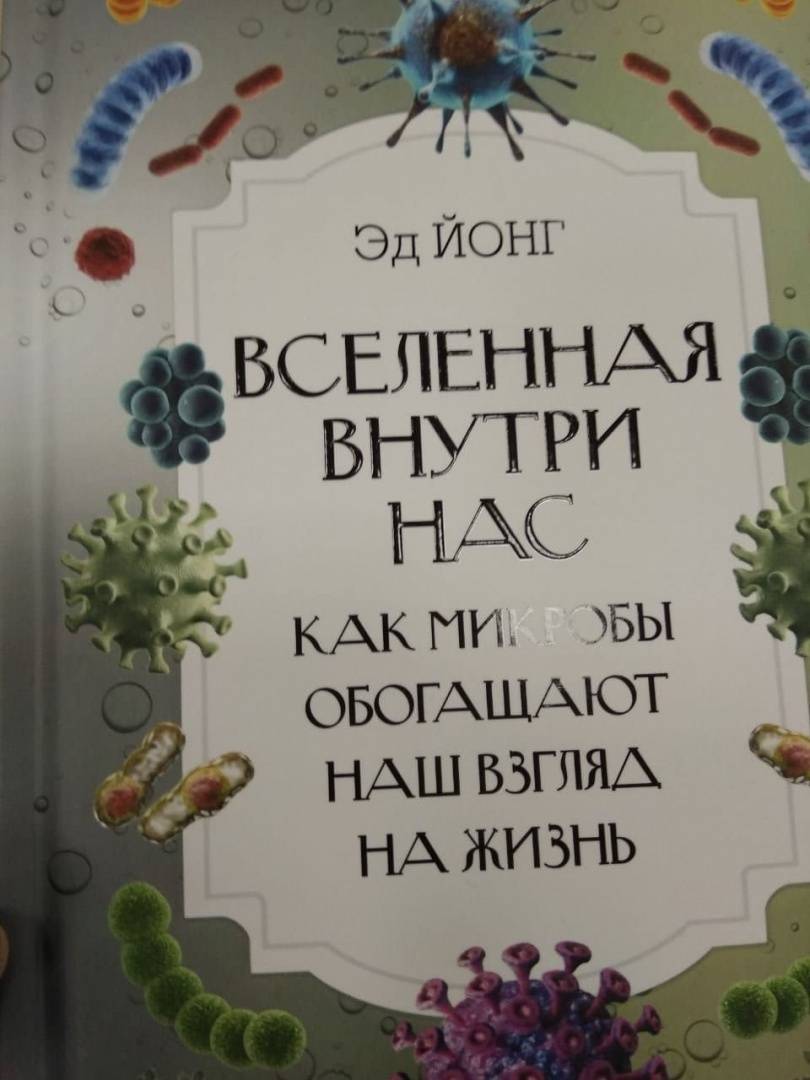 Эд ЙОНГ
ВСЕЛЕННАЯ
ВНУТРИ
НАС
КАК МИКРОБЫ
ОБОГАЩАЮТ
НАШ ВЗГЛЯД
НА ЖИЗНЬ